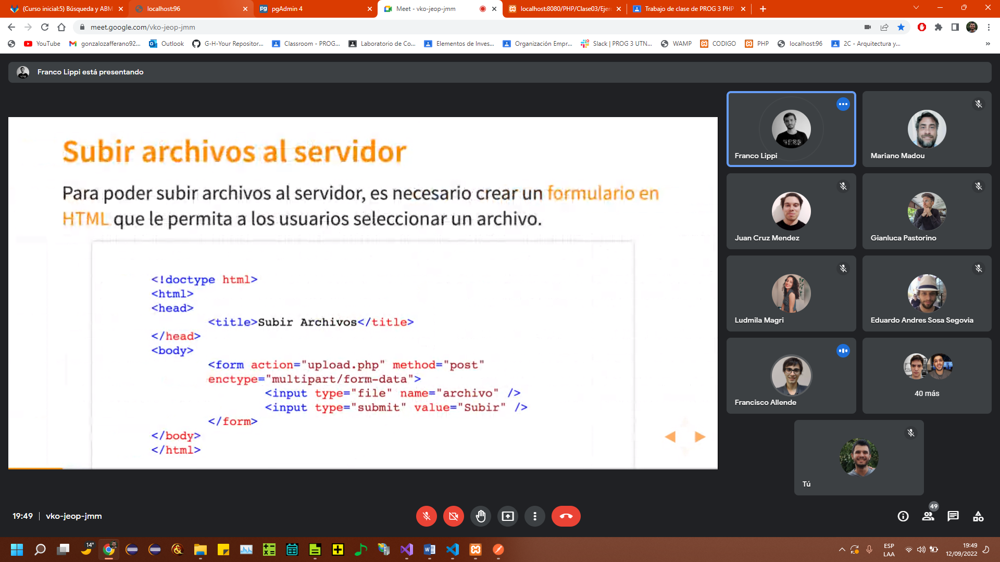 (Curso inicial:5) Búsqueda y ABM
localhost:96
pgAdmin 4
Meet - vko-jeop-jmm
localhost:8080/PHP/Clase03/Ejer
Trabajo de clase de PROG 3 PHP
meet.google.com/vko-jeop-jmm
YouTube
gonzalozafferano92...
Outlook
G-H-Your Repositor...
Classroom - PROG...
Laboratorio de Co...
Elementos de Inves...
Organización Empr...
Slack | PROG 3 UTN...
WAMP
CODIGO
PHP
localhost:96
2C - Arquitectura y...
Franco Lippi está presentando
Subir archivos al servidor
Para poder subir archivos al servidor, es necesario crear un formulario en
HTML que le permita a los usuarios seleccionar un archivo.
<!doctype html>
<html>
<head>
<title>Subir Archivos</title>
</head>
<body>
<form action="upload.php" method="post"
enctype="multipart/form-data">
<input type="file" name="archivo" />
<input type="submit" value="Subir" />
</form>
</body>
</html>
Franco Lippi
Mariano Madou
Juan Cruz Mendez
Gianluca Pastorino
Ludmila Magri
Eduardo Andres Sosa Segovia
Francisco Allende
40 más
Tú
19:49 | vko-jeop-jmm
49
14°
ESP
LAA
19:49
12/09/2022